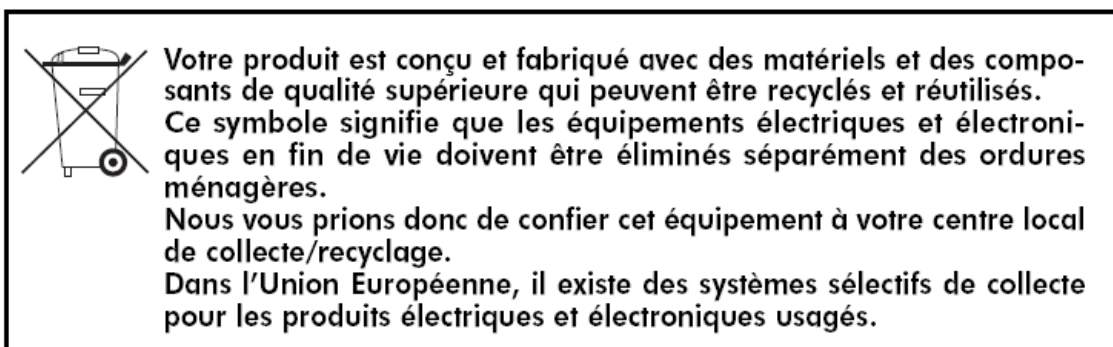 Votre produit est conçu et fabriqué avec des matériels et des compo-
sants de qualité supérieure qui peuvent être recyclés et réutilisés.
Ce symbole signifie que les équipements électriques et électroni-
ques en fin de vie doivent être éliminés séparément des ordures
ménagères.
Nous vous prions donc de confier cet équipement à votre centre local
de collecte/recyclage.
Dans l'Union Européenne, il existe des systèmes sélectifs de collecte
pour les produits électriques et électroniques usagés.